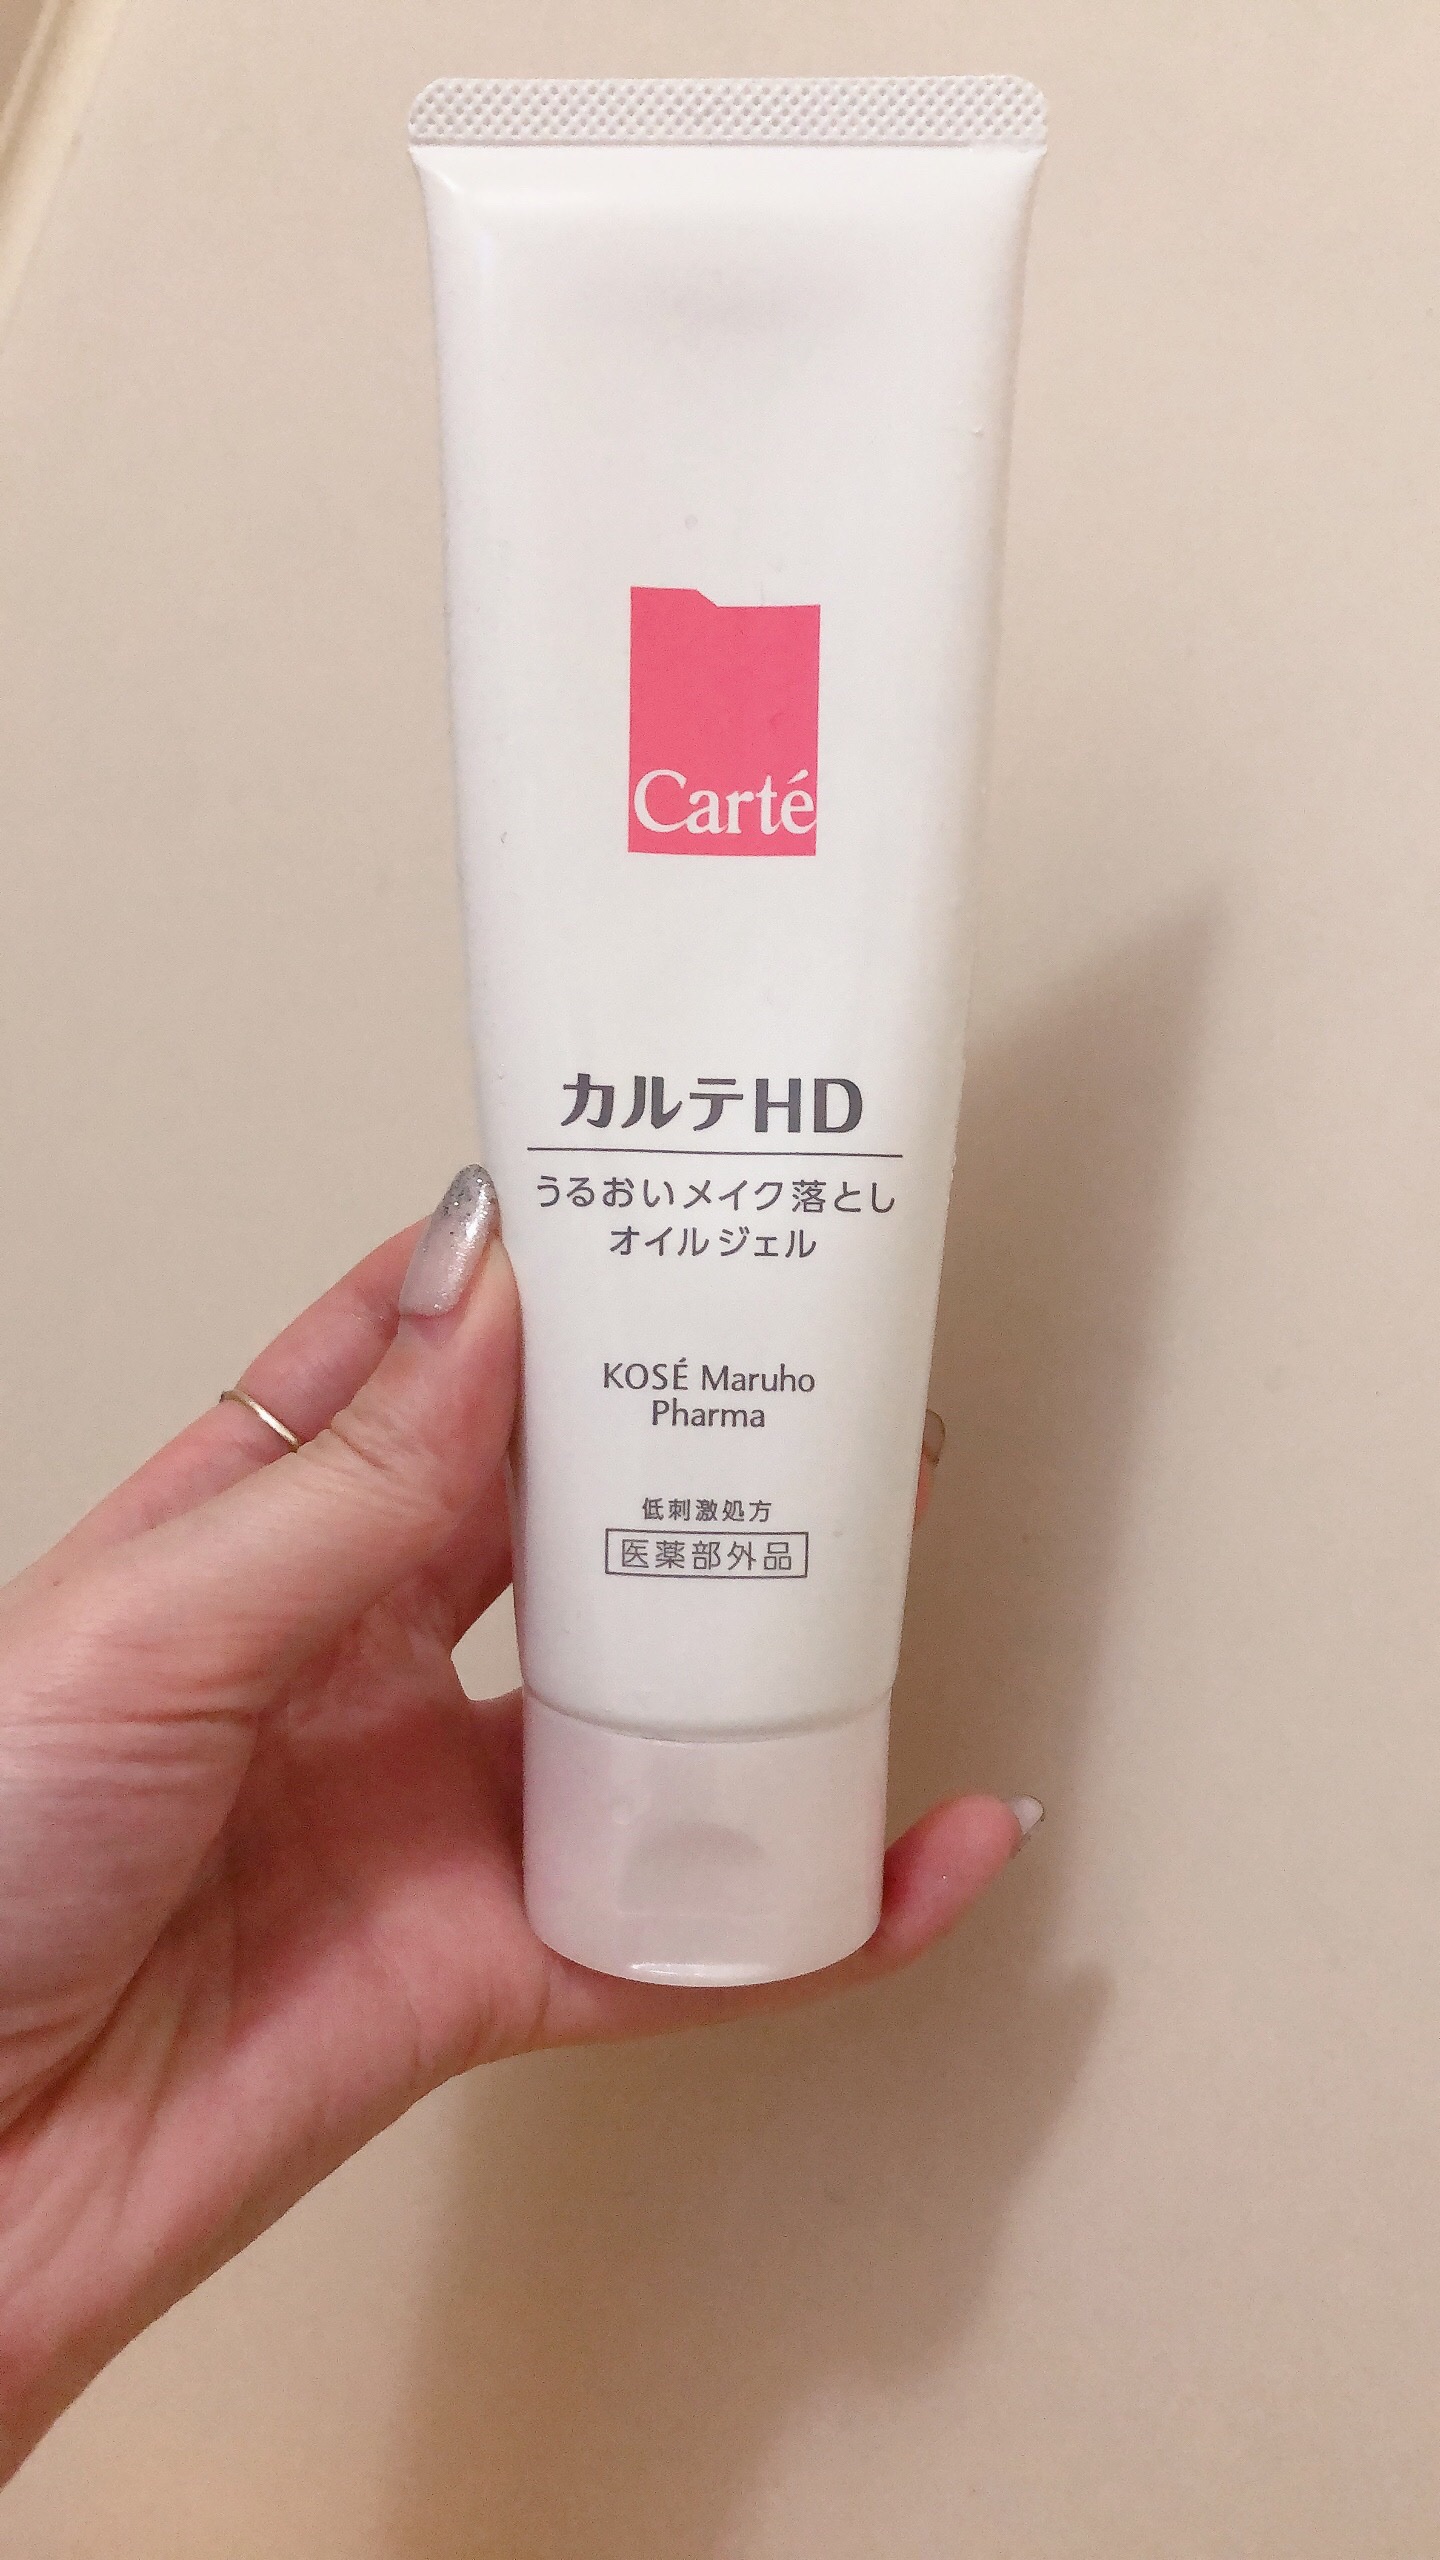 Carté
カルテHD
うるおいメイク落とし
オイルジェル
KOSÉ Maruho
Pharma
低刺激処方
医薬部外品